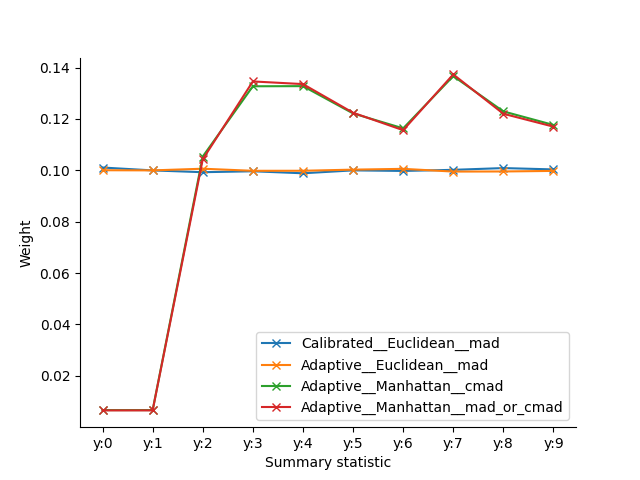 0.14
0.12
0.10
0.08
0.06
0.04
0.02
Weight
Calibrated__Euclidean__mad
Adaptive__Euclidean__mad
Adaptive__Manhattan__cmad
Adaptive__Manhattan__mad_or_cmad
y:0 y:1 y:2 y:3 y:4 y:5 y:6 y:7 y:8 y:9
Summary statistic